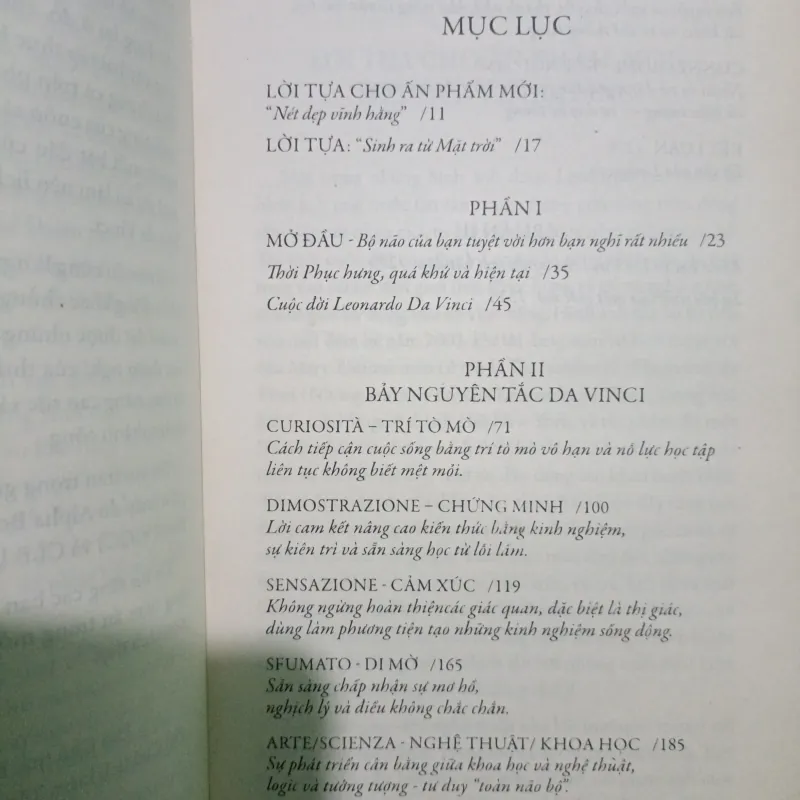 MỤC LỤC
LỜI TỰA CHO ẤN PHẨM MỚI:
"Nét đẹp vĩnh hằng" /11
LỜI TỰA: "Sinh ra từ Mặt trời" /17
PHẦN I
MỞ ĐẦU - Bộ não của bạn tuyệt vời hơn bạn nghĩ rất nhiều /23
Thời Phục hưng, quá khứ và hiện tại /35
Cuộc đời Leonardo Da Vinci /45
PHẦN II
BẢY NGUYÊN TẮC DA VINCI
CURIOSITÀ – TRÍ TÒ MÒ /71
Cách tiếp cận cuộc sống bằng trí tò mò vô hạn và nỗ lực học tập
liên tục không biết mệt mỏi.
DIMOSTRAZIONE – CHỨNG MINH /100
Lời cam kết nâng cao kiến thức bằng kinh nghiệm,
sự kiên trì và sẵn sàng học từ lỗi lầm.
SENSAZIONE - CẢM XÚC /119
Không ngừng hoàn thiệncác giác quan, đặc biệt là thị giác,
dùng làm phương tiện tạo những kinh nghiệm sống động.
SFUMATO - DI MỜ /165
Sẵn sàng chấp nhận sự mơ hồ,
nghịch lý và điều không chắc chắn.
ARTE/SCIENZA - NGHỆ THUẬT/ KHOA HỌC /185
Sự phát triển cân bằng giữa khoa học và nghệ thuật,
logic và tưởng tượng - tư duy "toàn não bộ".